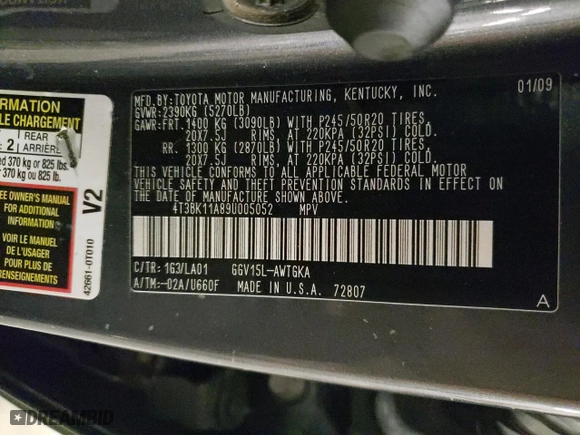 MFD.BY:TOYOTA MOTOR MANUFACTURING, KENTUCKY, INC. 01/09
GVWR:2390KG (5270LB)
GAWR:FRT.1400 KG (3090LB) WITH P245/50R20 TIRES,
20X7.5J RIMS, AT 220KPA (32PSI) COLD.
RR. 1300 KG (2870LB) WITH P245/50R20 TIRES,
20X7.5J RIMS, AT 220KPA (32PSI) COLD.
THIS VEHICLE CONFORMS TO ALL APPLICABLE FEDERAL MOTOR
VEHICLE SAFETY AND THEFT PREVENTION STANDARDS IN EFFECT ON
THE DATE OF MANUFACTURE SHOWN ABOVE.
4T3BK11A89U005052 MPV
C/TR: 1G3/LA01 GGV15L-AWTGKA
A/TM:-02A/U660F MADE IN U.S.A. 72807
A
ORMATION
E CHARGEMENT
2 REAR
ARRIÈRE
ed 370 kg or 825 lbs.
r 370 kg ou 825 lb.
EE OWNER'S MANUAL
FOR ADDITIONAL
INFORMATION
LE MANUEL
DE L'USAGER
POUR PLUS DE
RENSEIGNEMENTS
V2
42661-0T010
DREAMBID